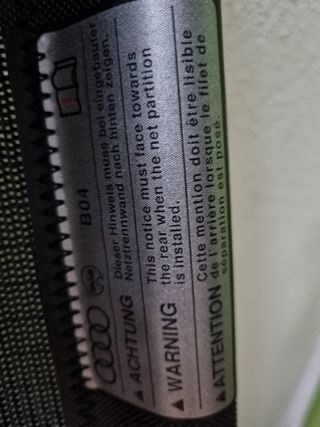 B04
▲ ACHTUNG
Dieser Hinweis muss bei eingebauter
Netztrennwand nach hinten zeigen.
▲ WARNING
This notice must face towards
the rear when the net partition
is installed.
▲ ATTENTION
Cette mention doit être lisible
de l'arrière lorsque le filet de
séparation est posé.